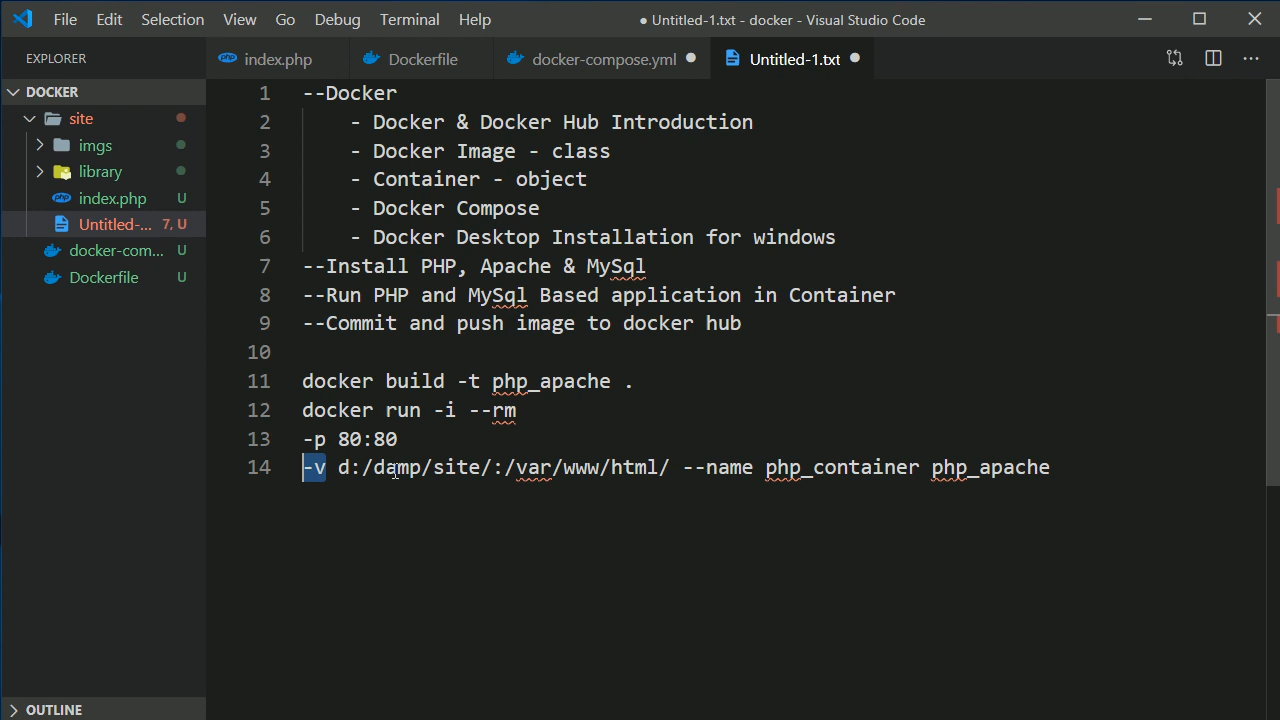 File Edit Selection View Go Debug Terminal Help ● Untitled-1.txt - docker - Visual Studio Code
EXPLORER
index.php Dockerfile docker-compose.yml Untitled-1.txt
DOCKER
site
imgs
library
index.php U
Untitled-... 7, U
docker-com... U
Dockerfile U
OUTLINE
1 --Docker
2 - Docker & Docker Hub Introduction
3 - Docker Image - class
4 - Container - object
5 - Docker Compose
6 - Docker Desktop Installation for windows
7 --Install PHP, Apache & MySql
8 --Run PHP and MySql Based application in Container
9 --Commit and push image to docker hub
10
11 docker build -t php_apache .
12 docker run -i --rm
13 -p 80:80
14 -v d:/damp/site/:/var/www/html/ --name php_container php_apache